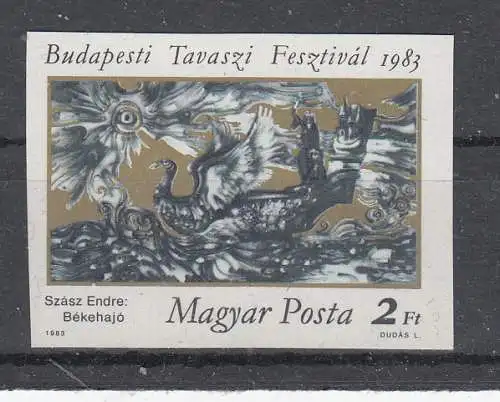 Budapesti Tavaszi Fesztivál 1983
Szász Endre:
Békehajó
Magyar Posta 2 Ft
1983
DUDÁS L.